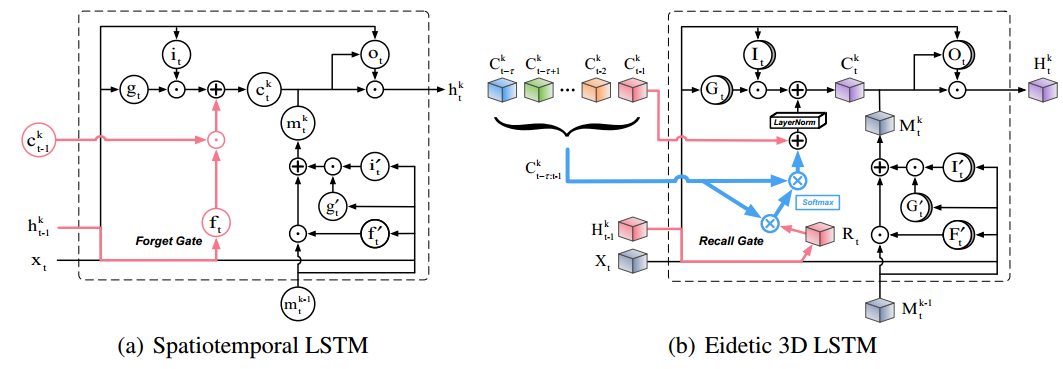 i_t
o_t
g_t
c_t^k
h_t^k
m_t^k
c_{t-1}^k
i'_t
g'_t
h_{t-1}^k
f_t
f'_t
Forget Gate
x_t
m_t^{k-1}
(a) Spatiotemporal LSTM
C_{t-τ}^k C_{t-τ+1}^k ... C_{t-2}^k C_{t-1}^k
I_t
C_t^k
O_t
H_t^k
G_t
LayerNorm
M_t^k
C_{t-τ:t-1}^k
I'_t
Softmax
G'_t
H_{t-1}^k
Recall Gate
R_t
F'_t
X_t
M_t^{k-1}
(b) Eidetic 3D LSTM